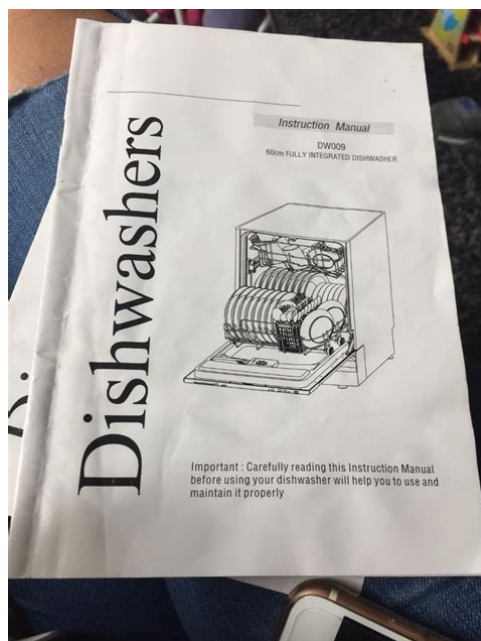 Dishwashers
Instruction Manual
DW009
60cm FULLY INTEGRATED DISHWASHER
Important : Carefully reading this Instruction Manual
before using your dishwasher will help you to use and
maintain it properly